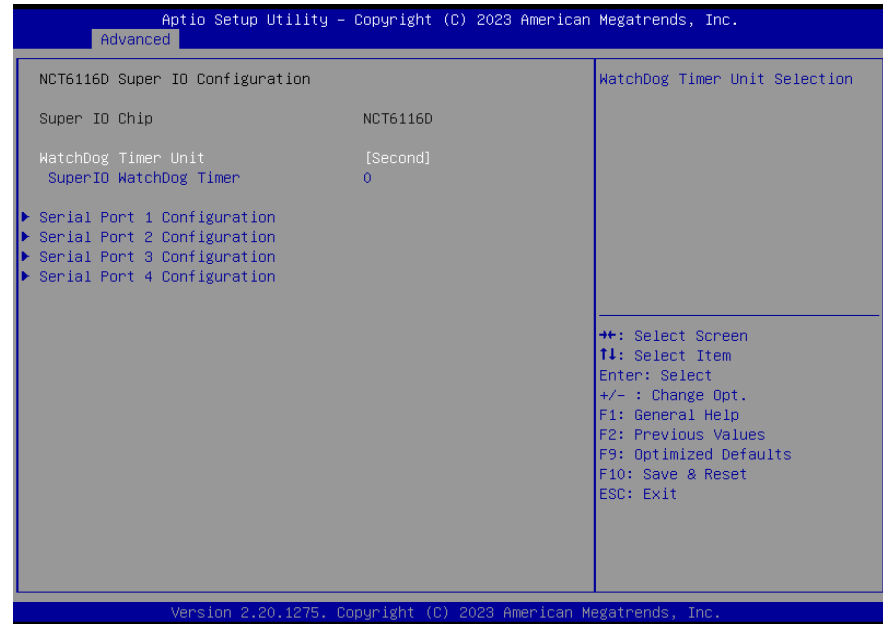 Aptio Setup Utility – Copyright (C) 2023 American Megatrends, Inc.
Advanced
NCT6116D Super IO Configuration
Super IO Chip NCT6116D
WatchDog Timer Unit [Second]
SuperIO WatchDog Timer 0
Serial Port 1 Configuration
Serial Port 2 Configuration
Serial Port 3 Configuration
Serial Port 4 Configuration
WatchDog Timer Unit Selection
→←: Select Screen
↑↓: Select Item
Enter: Select
+/- : Change Opt.
F1: General Help
F2: Previous Values
F9: Optimized Defaults
F10: Save & Reset
ESC: Exit
Version 2.20.1275. Copyright (C) 2023 American Megatrends, Inc.